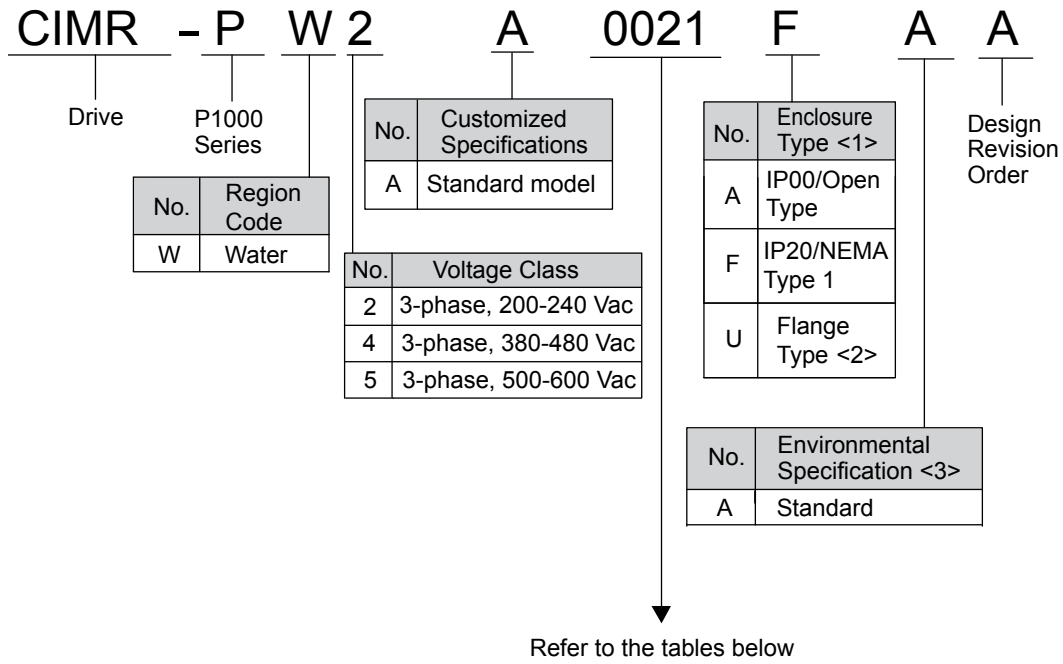 CIMR - P W 2 A 0021 F A A
Drive
P1000
Series
No. Region
Code
W Water
No. Customized
Specifications
A Standard model
No. Voltage Class
2 3-phase, 200-240 Vac
4 3-phase, 380-480 Vac
5 3-phase, 500-600 Vac
No. Enclosure
Type <1>
A IP00/Open
Type
F IP20/NEMA
Type 1
U Flange
Type <2>
Design
Revision
Order
No. Environmental
Specification <3>
A Standard
Refer to the tables below